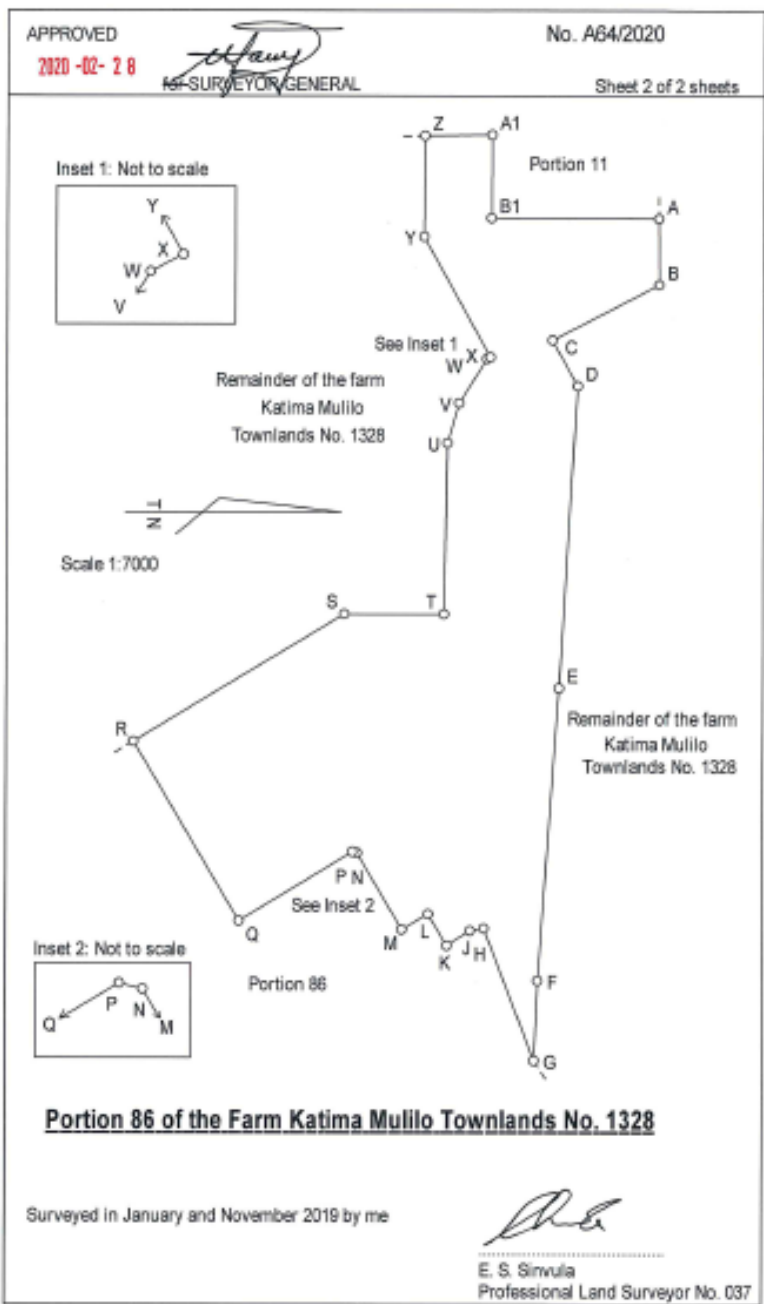 APPROVED
No. A64/2020
2020 -02- 28
for SURVEYOR GENERAL
Sheet 2 of 2 sheets
Z
A1
Portion 11
Inset 1: Not to scale
Y
X
W
V
B1
A
Y
B
See Inset 1
X
W
C
D
Remainder of the farm
Katima Mulilo
Townlands No. 1328
V
U
T N
Scale 1:7000
S
T
E
Remainder of the farm
Katima Mulilo
Townlands No. 1328
R
P N
See Inset 2
Q
M
L
K
J
H
Inset 2: Not to scale
Q
P
N
M
Portion 86
F
G
Portion 86 of the Farm Katima Mulilo Townlands No. 1328
Surveyed in January and November 2019 by me
E. S. Sinvula
Professional Land Surveyor No. 037